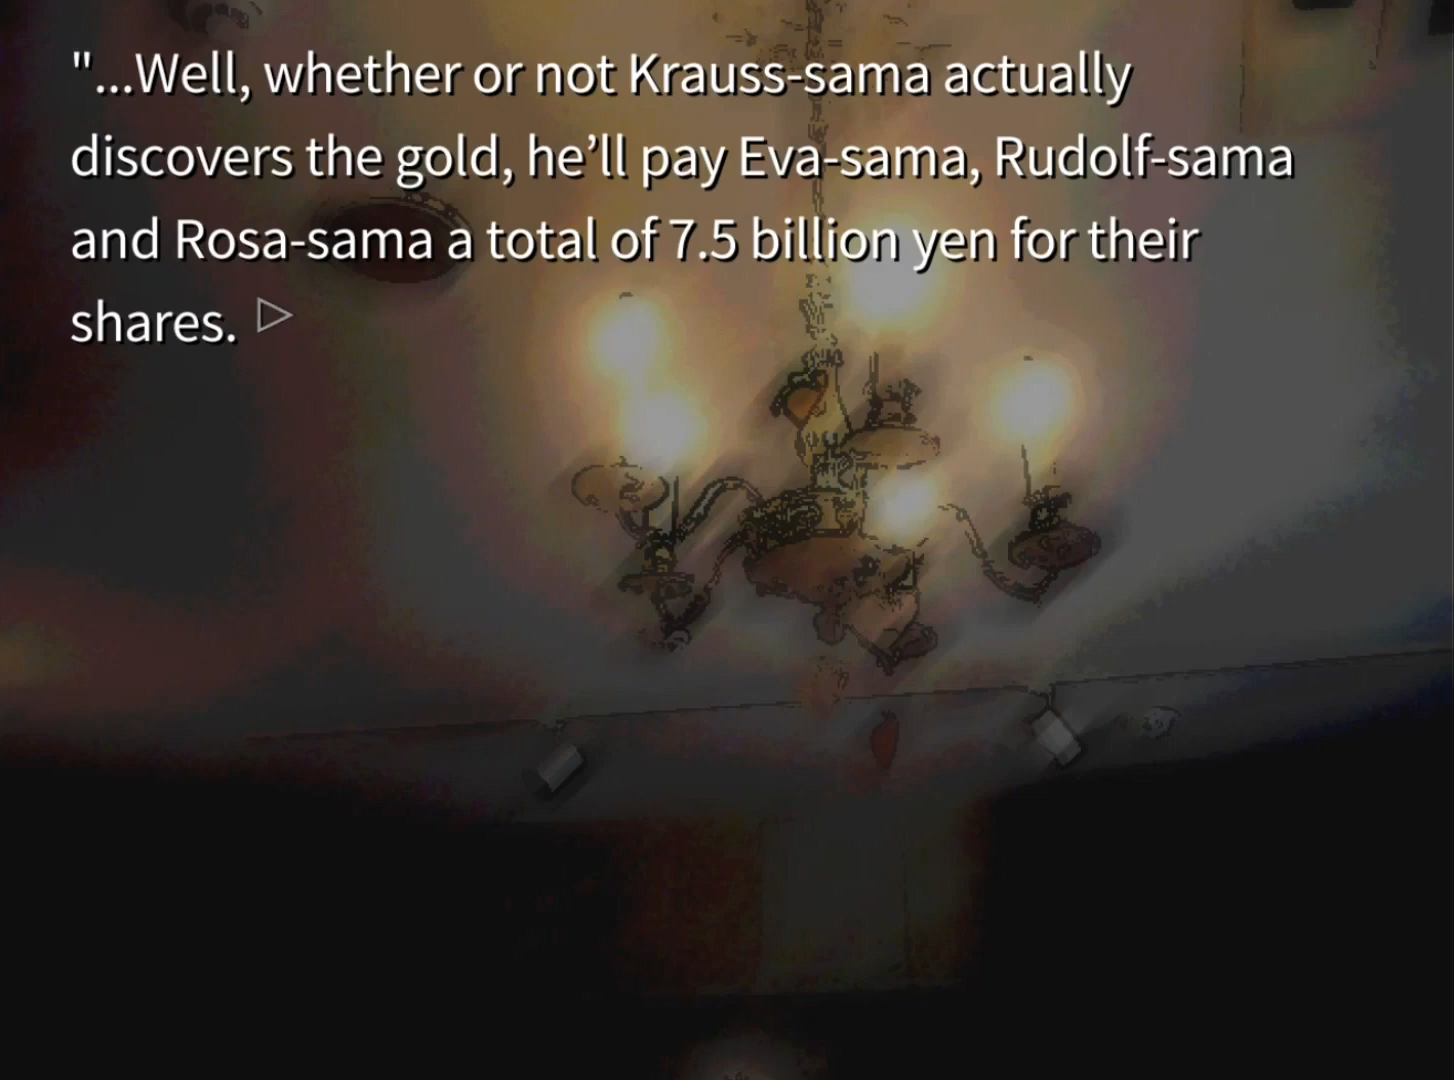 "...Well, whether or not Krauss-sama actually
discovers the gold, he’ll pay Eva-sama, Rudolf-sama
and Rosa-sama a total of 7.5 billion yen for their
shares.